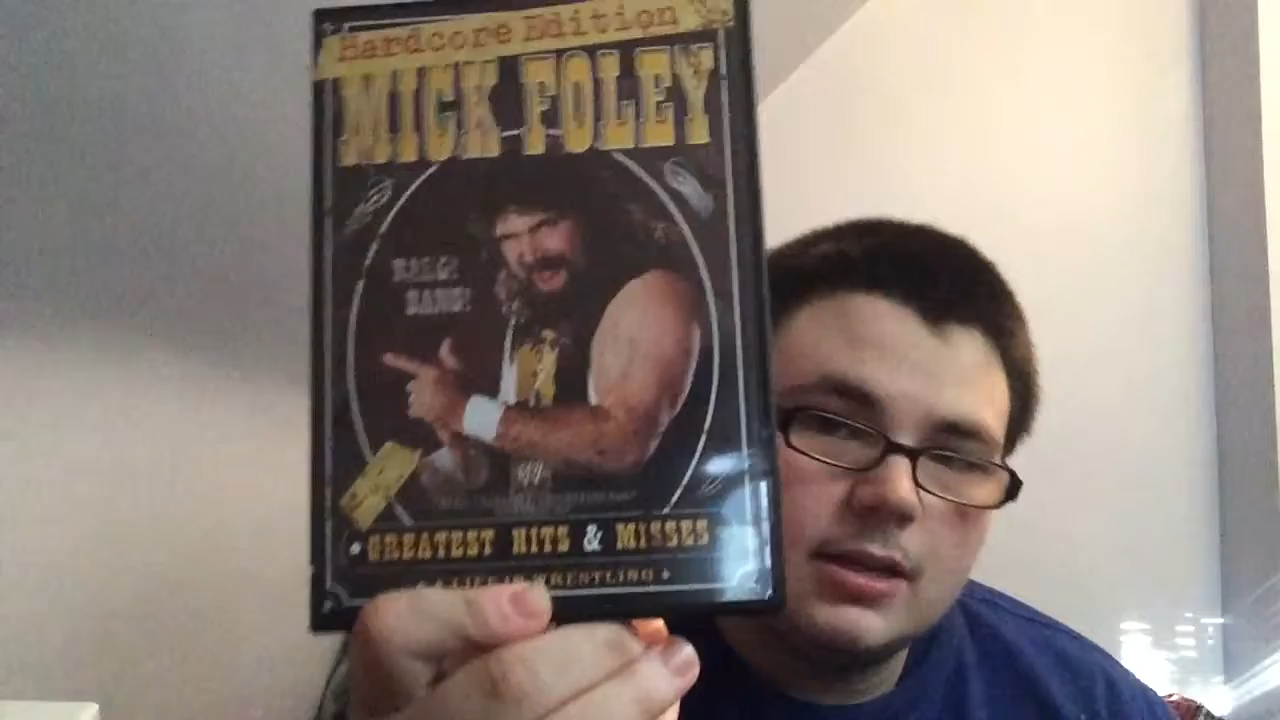 Hardcore Edition
MICK FOLEY
BANG!
BANG!
GREATEST HITS & MISSES
A LIFE IN WRESTLING